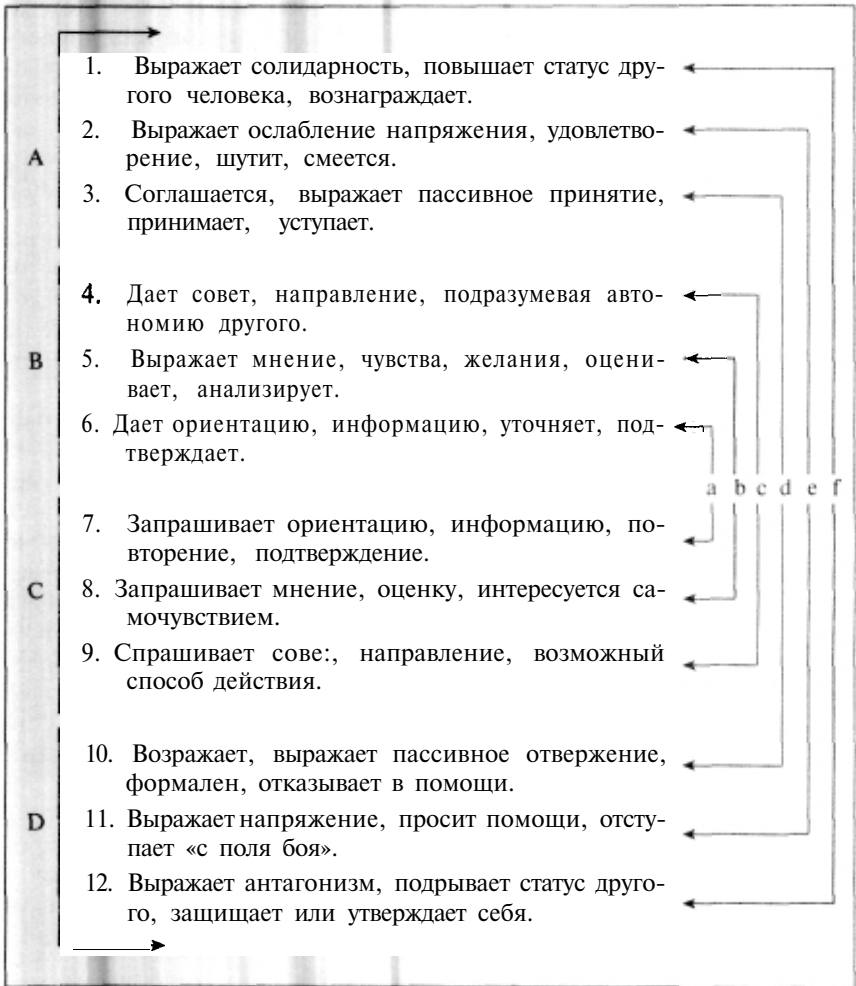 1. Выражает солидарность, повышает статус дру-
гого человека, вознаграждает.
2. Выражает ослабление напряжения, удовлетво-
рение, шутит, смеется.
A
3. Соглашается, выражает пассивное принятие,
принимает, уступает.
4. Дает совет, направление, подразумевая авто-
номию другого.
B
5. Выражает мнение, чувства, желания, оцени-
вает, анализирует.
6. Дает ориентацию, информацию, уточняет, под-
тверждает.
a b c d e f
7. Запрашивает ориентацию, информацию, по-
вторение, подтверждение.
C
8. Запрашивает мнение, оценку, интересуется са-
мочувствием.
9. Спрашивает сове:, направление, возможный
способ действия.
10. Возражает, выражает пассивное отвержение,
формален, отказывает в помощи.
D
11. Выражает напряжение, просит помощи, отсту-
пает «с поля боя».
12. Выражает антагонизм, подрывает статус друго-
го, защищает или утверждает себя.